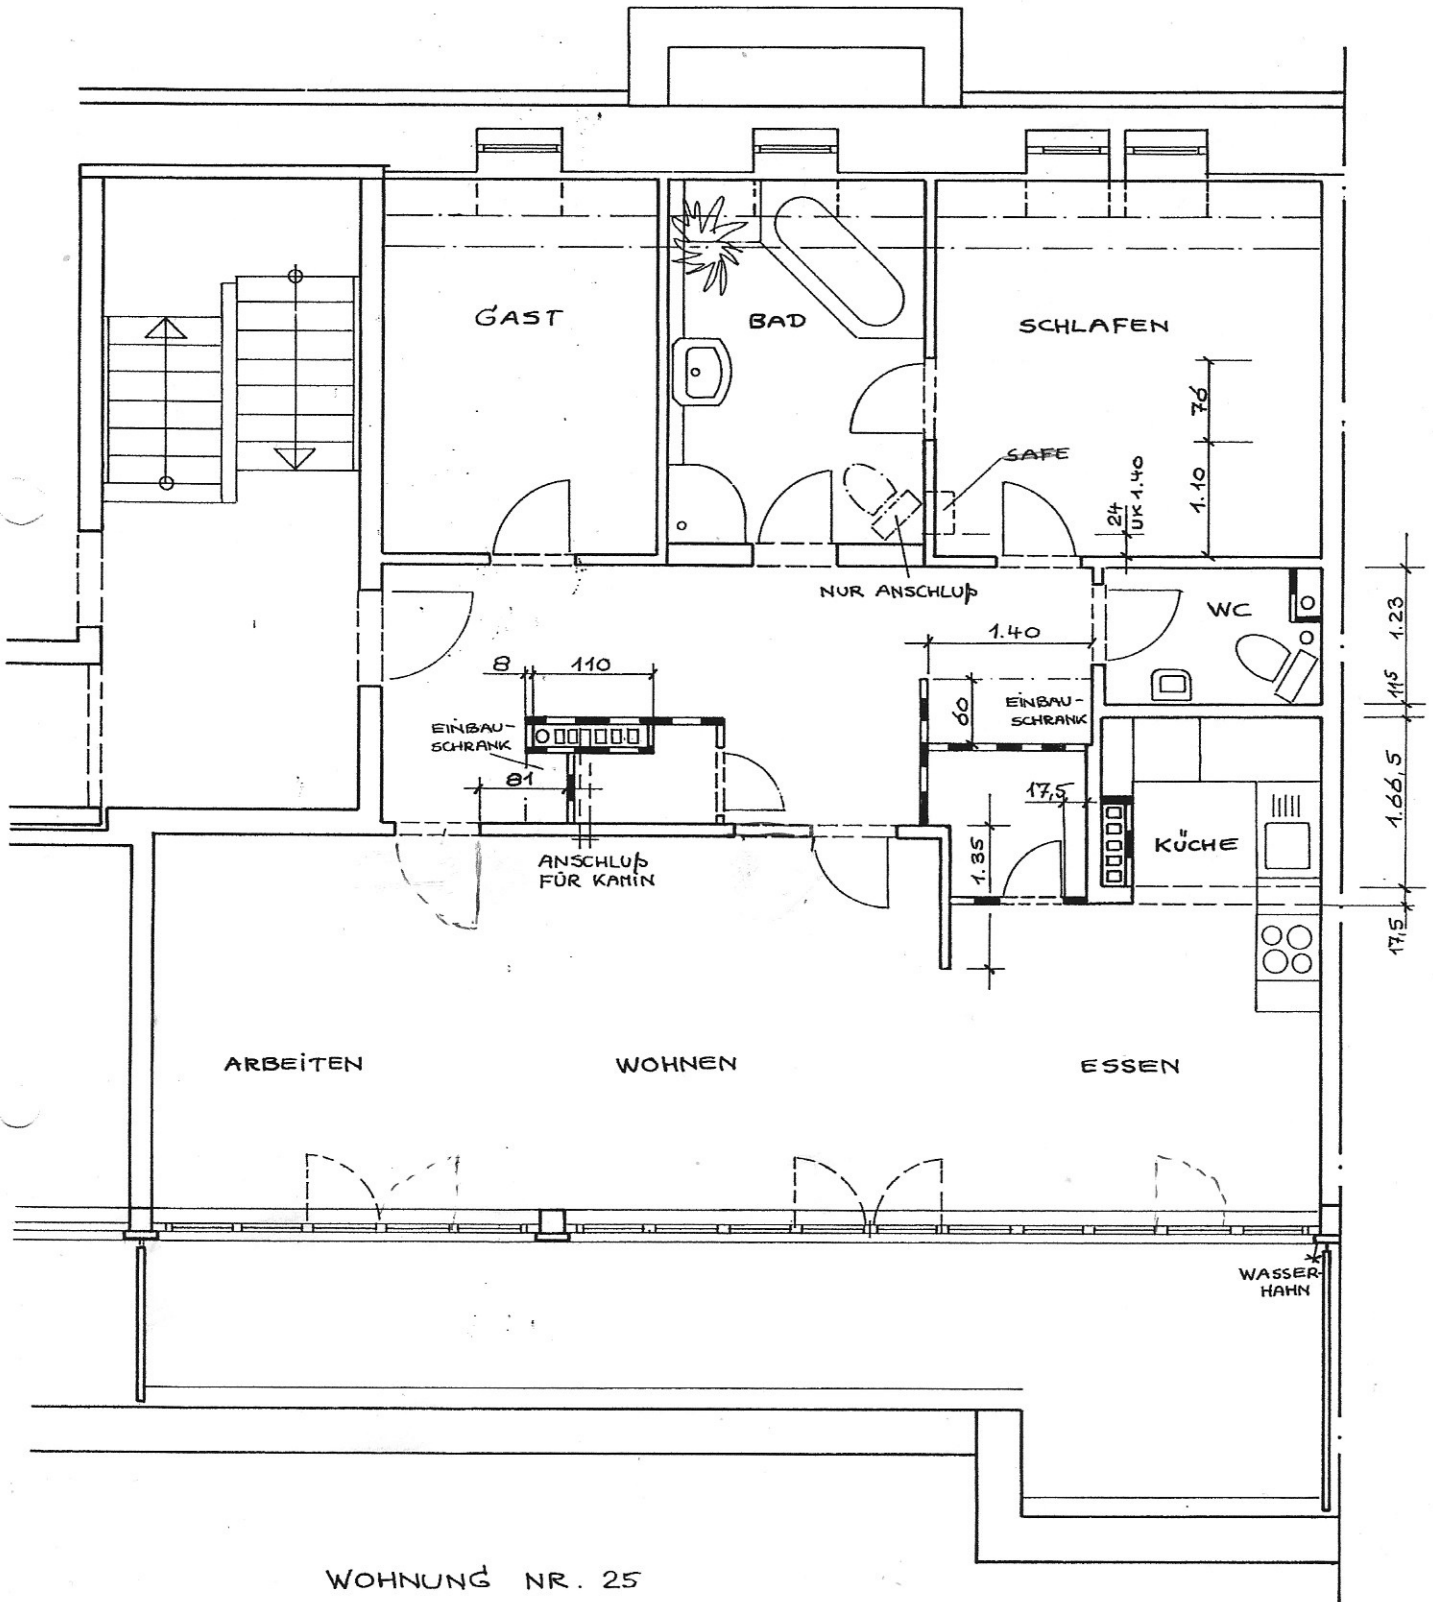 GAST
BAD
SCHLAFEN
76
SAFE
1.10
24
UK 1.40
NUR ANSCHLUß
WC
1.23
1.40
8
110
11⁵
60
EINBAU-
SCHRANK
EINBAU-
SCHRANK
81
17,5
1.66,5
KÜCHE
1.35
ANSCHLUß
FÜR KAMIN
17,5
ARBEiTEN
WOHNEN
ESSEN
WASSER-
HAHN
WOHNUNG NR. 25